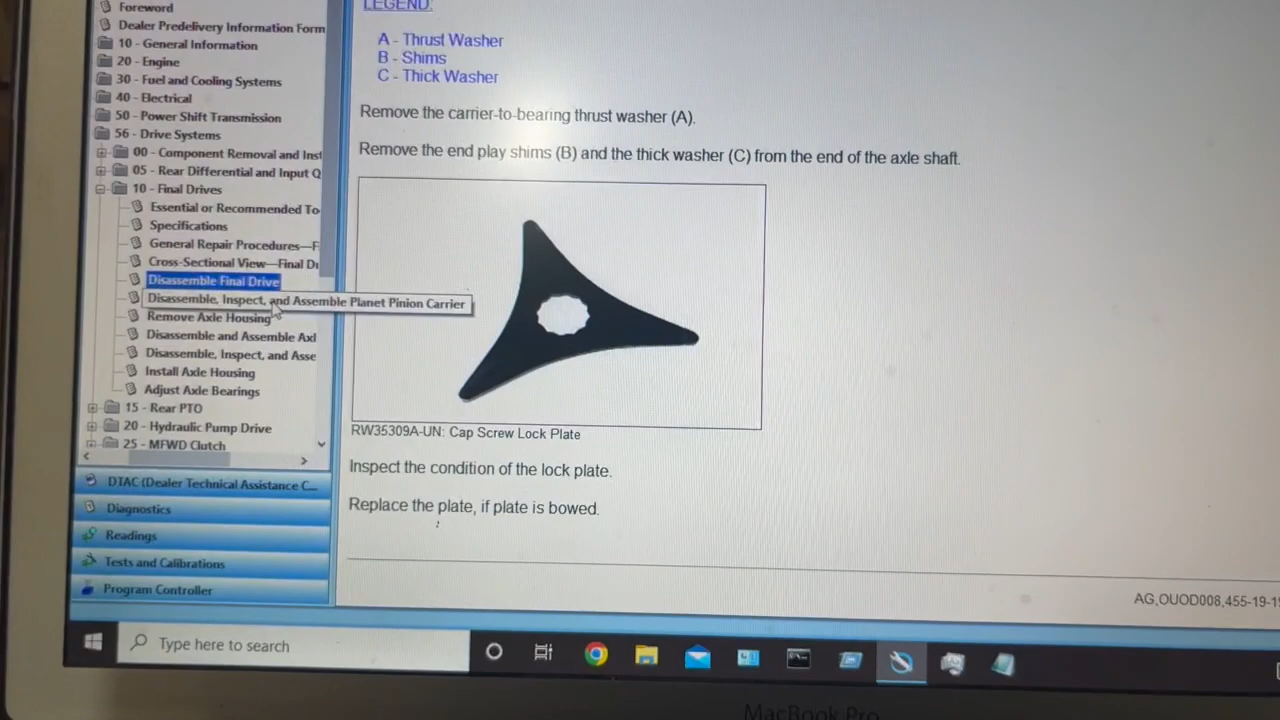 Foreword
Dealer Predelivery Information Form
10 - General Information
20 - Engine
30 - Fuel and Cooling Systems
40 - Electrical
50 - Power Shift Transmission
56 - Drive Systems
00 - Component Removal and Inst
05 - Rear Differential and Input Q
10 - Final Drives
Essential or Recommended To
Specifications
General Repair Procedures—F
Cross-Sectional View—Final Dr
Disassemble Final Drive
Disassemble, Inspect, and Assemble Planet Pinion Carrier
Remove Axle Housing
Disassemble and Assemble Axl
Disassemble, Inspect, and Asse
Install Axle Housing
Adjust Axle Bearings
15 - Rear PTO
20 - Hydraulic Pump Drive
25 - MFWD Clutch
DTAC (Dealer Technical Assistance C...
Diagnostics
Readings
Tests and Calibrations
Program Controller
LEGEND:
A - Thrust Washer
B - Shims
C - Thick Washer
Remove the carrier-to-bearing thrust washer (A).
Remove the end play shims (B) and the thick washer (C) from the end of the axle shaft.
RW35309A-UN: Cap Screw Lock Plate
Inspect the condition of the lock plate.
Replace the plate, if plate is bowed.
AG,OUOD008,455-19-19
Type here to search
MacBook Pro